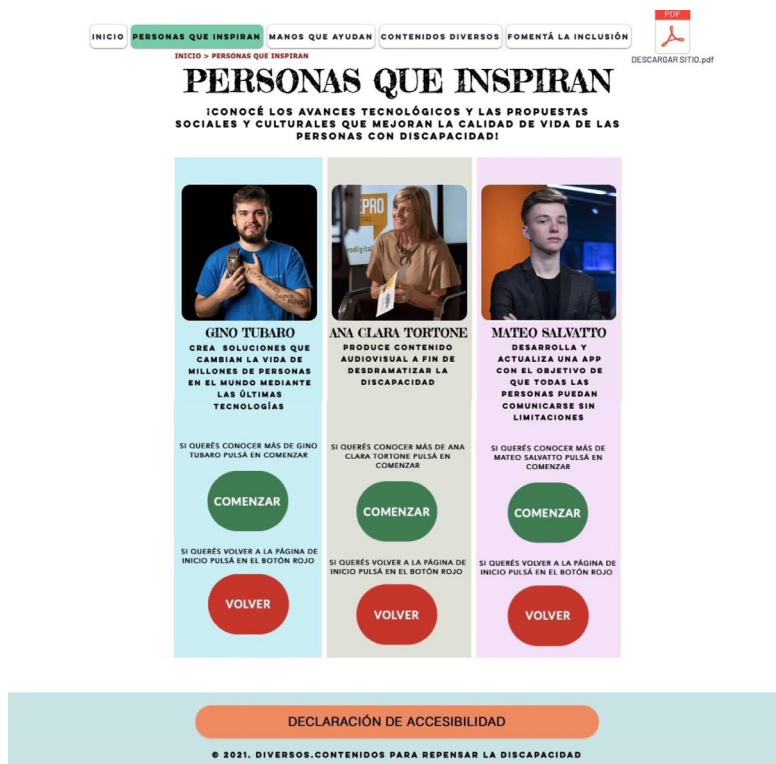 INICIO PERSONAS QUE INSPIRAN MANOS QUE AYUDAN CONTENIDOS DIVERSOS FOMENTÁ LA INCLUSIÓN
PDF
DESCARGAR SITIO.pdf
INICIO > PERSONAS QUE INSPIRAN
PERSONAS QUE INSPIRAN
¡CONOCÉ LOS AVANCES TECNOLÓGICOS Y LAS PROPUESTAS
SOCIALES Y CULTURALES QUE MEJORAN LA CALIDAD DE VIDA DE LAS
PERSONAS CON DISCAPACIDAD!
GINO TUBARO
CREA SOLUCIONES QUE
CAMBIAN LA VIDA DE
MILLONES DE PERSONAS
EN EL MUNDO MEDIANTE
LAS ÚLTIMAS
TECNOLOGÍAS
SI QUERÉS CONOCER MÁS DE GINO
TUBARO PULSÁ EN COMENZAR
COMENZAR
SI QUERÉS VOLVER A LA PÁGINA DE
INICIO PULSÁ EN EL BOTÓN ROJO
VOLVER
ANA CLARA TORTONE
PRODUCE CONTENIDO
AUDIOVISUAL A FIN DE
DESDRAMATIZAR LA
DISCAPACIDAD
SI QUERÉS CONOCER MÁS DE ANA
CLARA TORTONE PULSÁ EN
COMENZAR
COMENZAR
SI QUERÉS VOLVER A LA PÁGINA DE
INICIO PULSÁ EN EL BOTÓN ROJO
VOLVER
MATEO SALVATTO
DESARROLLA Y
ACTUALIZA UNA APP
CON EL OBJETIVO DE
QUE TODAS LAS
PERSONAS PUEDAN
COMUNICARSE SIN
LIMITACIONES
SI QUERÉS CONOCER MÁS DE
MATEO SALVATTO PULSÁ EN
COMENZAR
COMENZAR
SI QUERÉS VOLVER A LA PÁGINA DE
INICIO PULSÁ EN EL BOTÓN ROJO
VOLVER
DECLARACIÓN DE ACCESIBILIDAD
© 2021. DIVERSOS.CONTENIDOS PARA REPENSAR LA DISCAPACIDAD